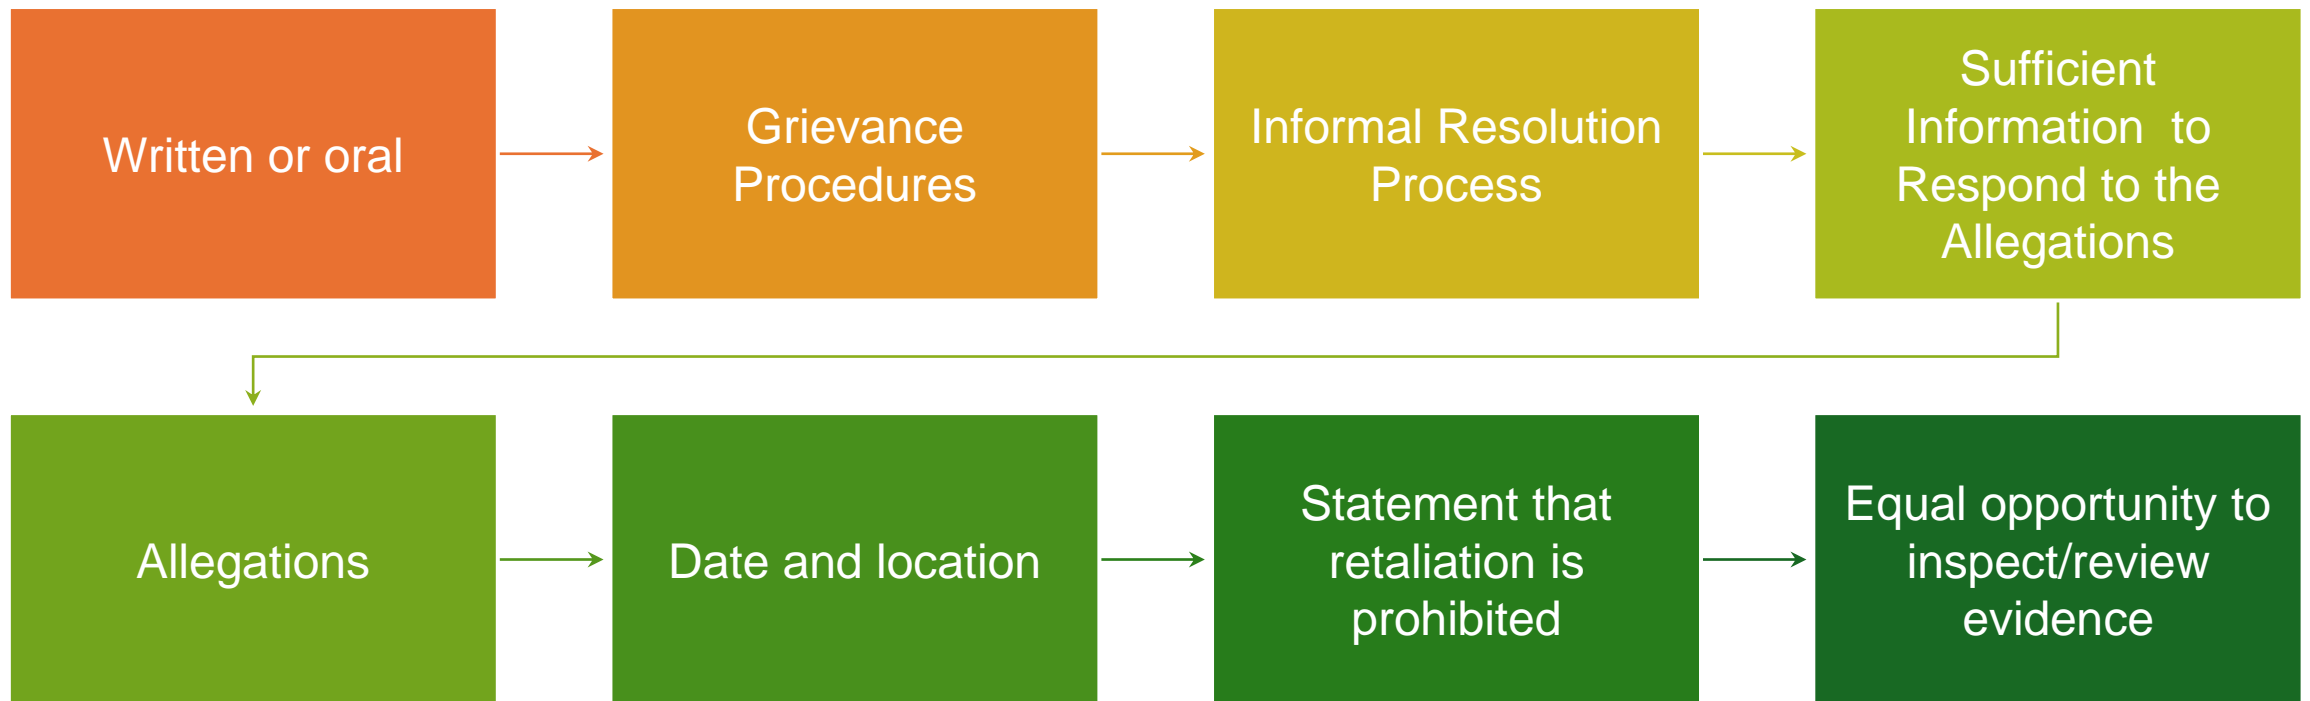 Written or oral
Grievance
Procedures
Informal Resolution
Process
Sufficient
Information  to
Respond to the
Allegations
Allegations
Date and location
Statement that
retaliation is
prohibited
Equal opportunity to
inspect/review
evidence